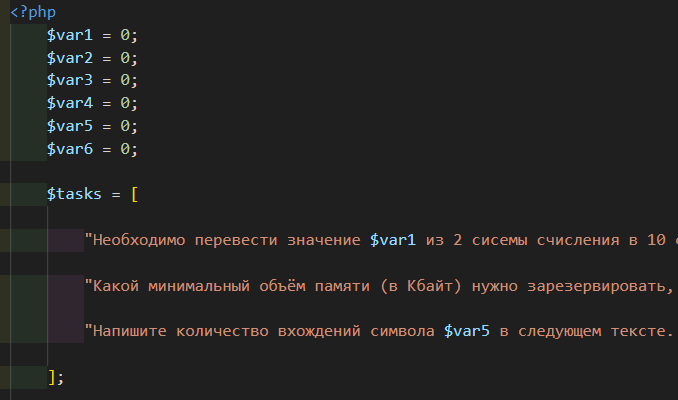 <?php
$var1 = 0;
$var2 = 0;
$var3 = 0;
$var4 = 0;
$var5 = 0;
$var6 = 0;
$tasks = [
"Необходимо перевести значение $var1 из 2 сисемы счисления в 10 с
"Какой минимальный объём памяти (в Кбайт) нужно зарезервировать,
"Напишите количество вхождений символа $var5 в следующем тексте.
];